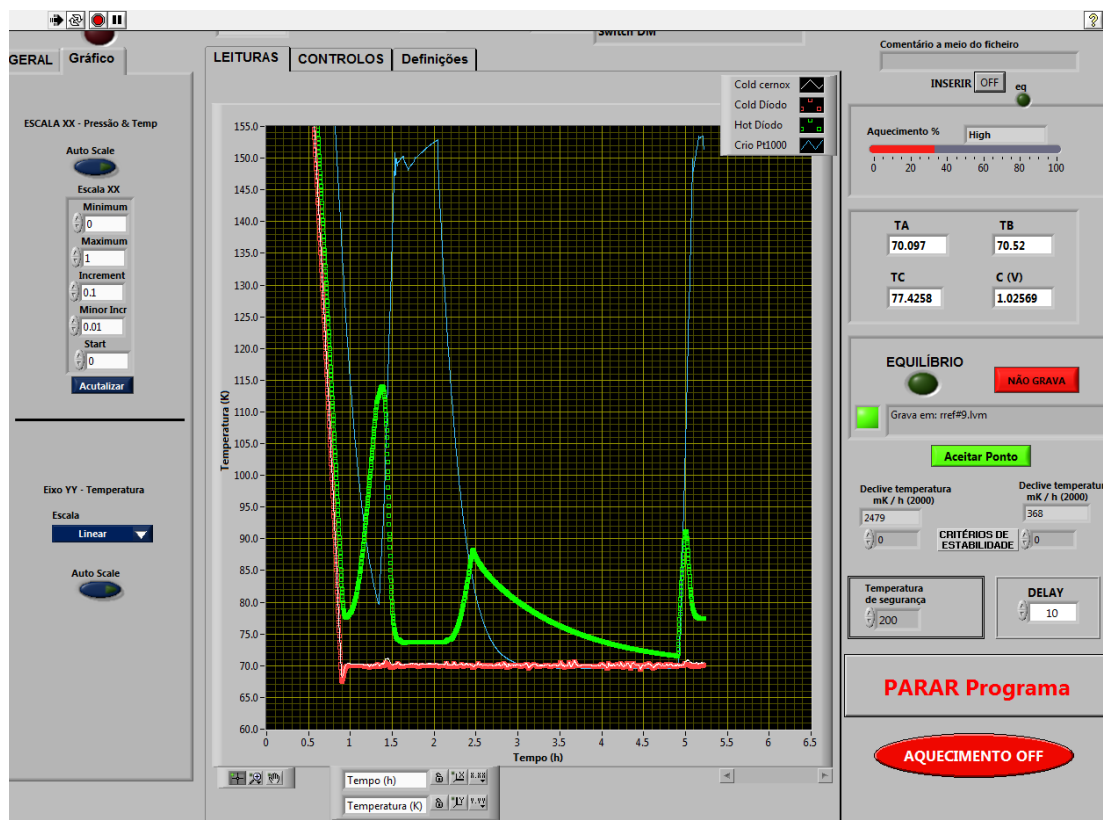 Switch DM
GERAL Gráfico
LEITURAS CONTROLOS Definições
Comentário a meio do ficheiro
INSERIR OFF eq
ESCALA XX - Pressão & Temp
Auto Scale
Escala XX
Minimum
0
Maximum
1
Increment
0.1
Minor Incr
0.01
Start
0
Acutalizar
Eixo YY - Temperatura
Escala
Linear
Auto Scale
Cold cernox
Cold Díodo
Hot Díodo
Crio Pt1000
155.0
150.0
145.0
140.0
135.0
130.0
125.0
120.0
115.0
110.0
105.0
100.0
95.0
90.0
85.0
80.0
75.0
70.0
65.0
60.0
Temperatura (K)
0 0.5 1 1.5 2 2.5 3 3.5 4 4.5 5 5.5 6 6.5
Tempo (h)
Tempo (h)
Temperatura (K)
Aquecimento % High
0 20 40 60 80 100
TA TB
70.097 70.52
TC C (V)
77.4258 1.02569
EQUILÍBRIO
NÃO GRAVA
Grava em: rref#9.lvm
Aceitar Ponto
Declive temperatura
mK / h (2000)
2479
0
CRITÉRIOS DE
ESTABILIDADE
Declive temperatur
mK / h (2000)
368
0
Temperatura
de segurança
200
DELAY
10
PARAR Programa
AQUECIMENTO OFF